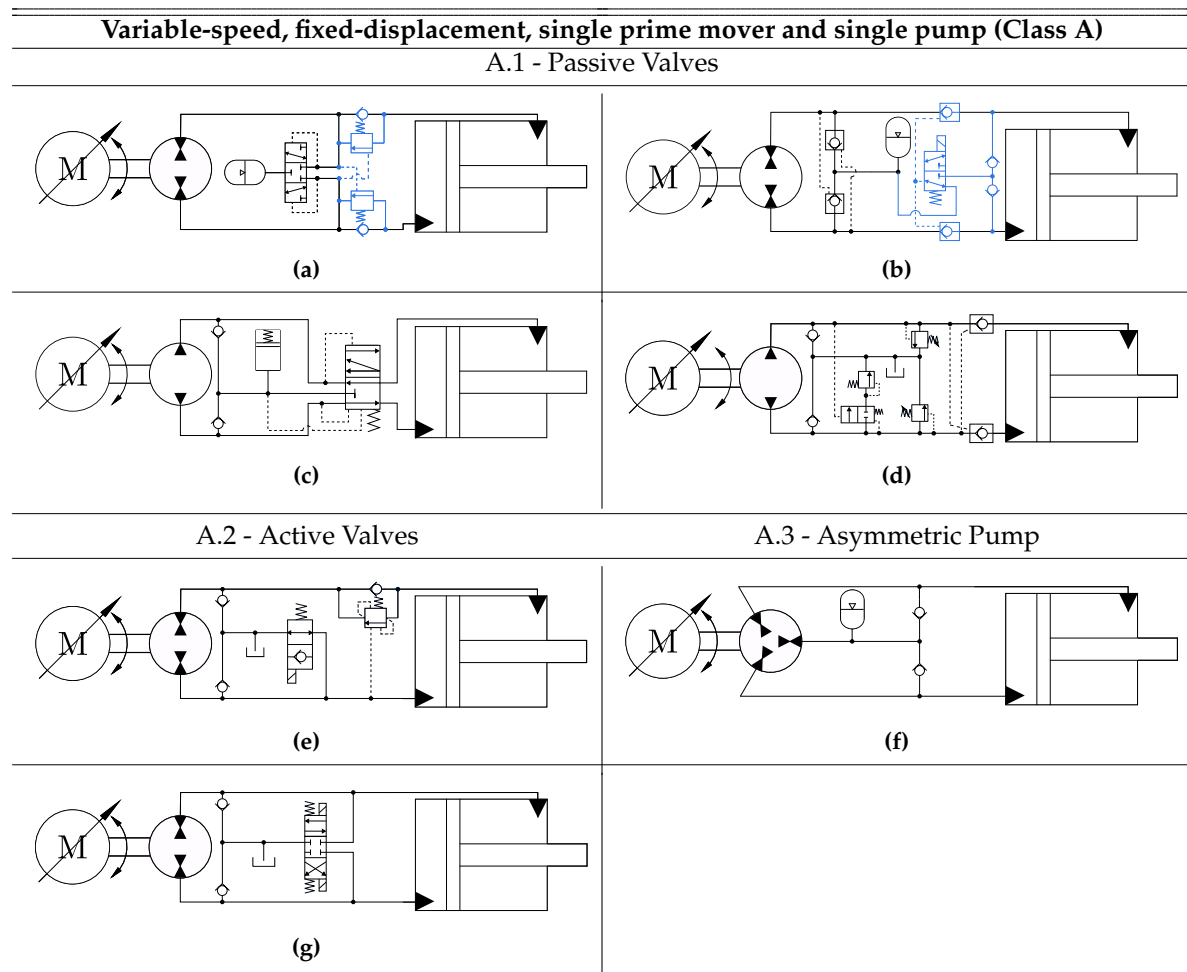 Variable-speed, fixed-displacement, single prime mover and single pump (Class A)
A.1 - Passive Valves
M
M
(a)
(b)
M
M
(c)
(d)
A.2 - Active Valves
A.3 - Asymmetric Pump
M
M
(e)
(f)
M
(g)